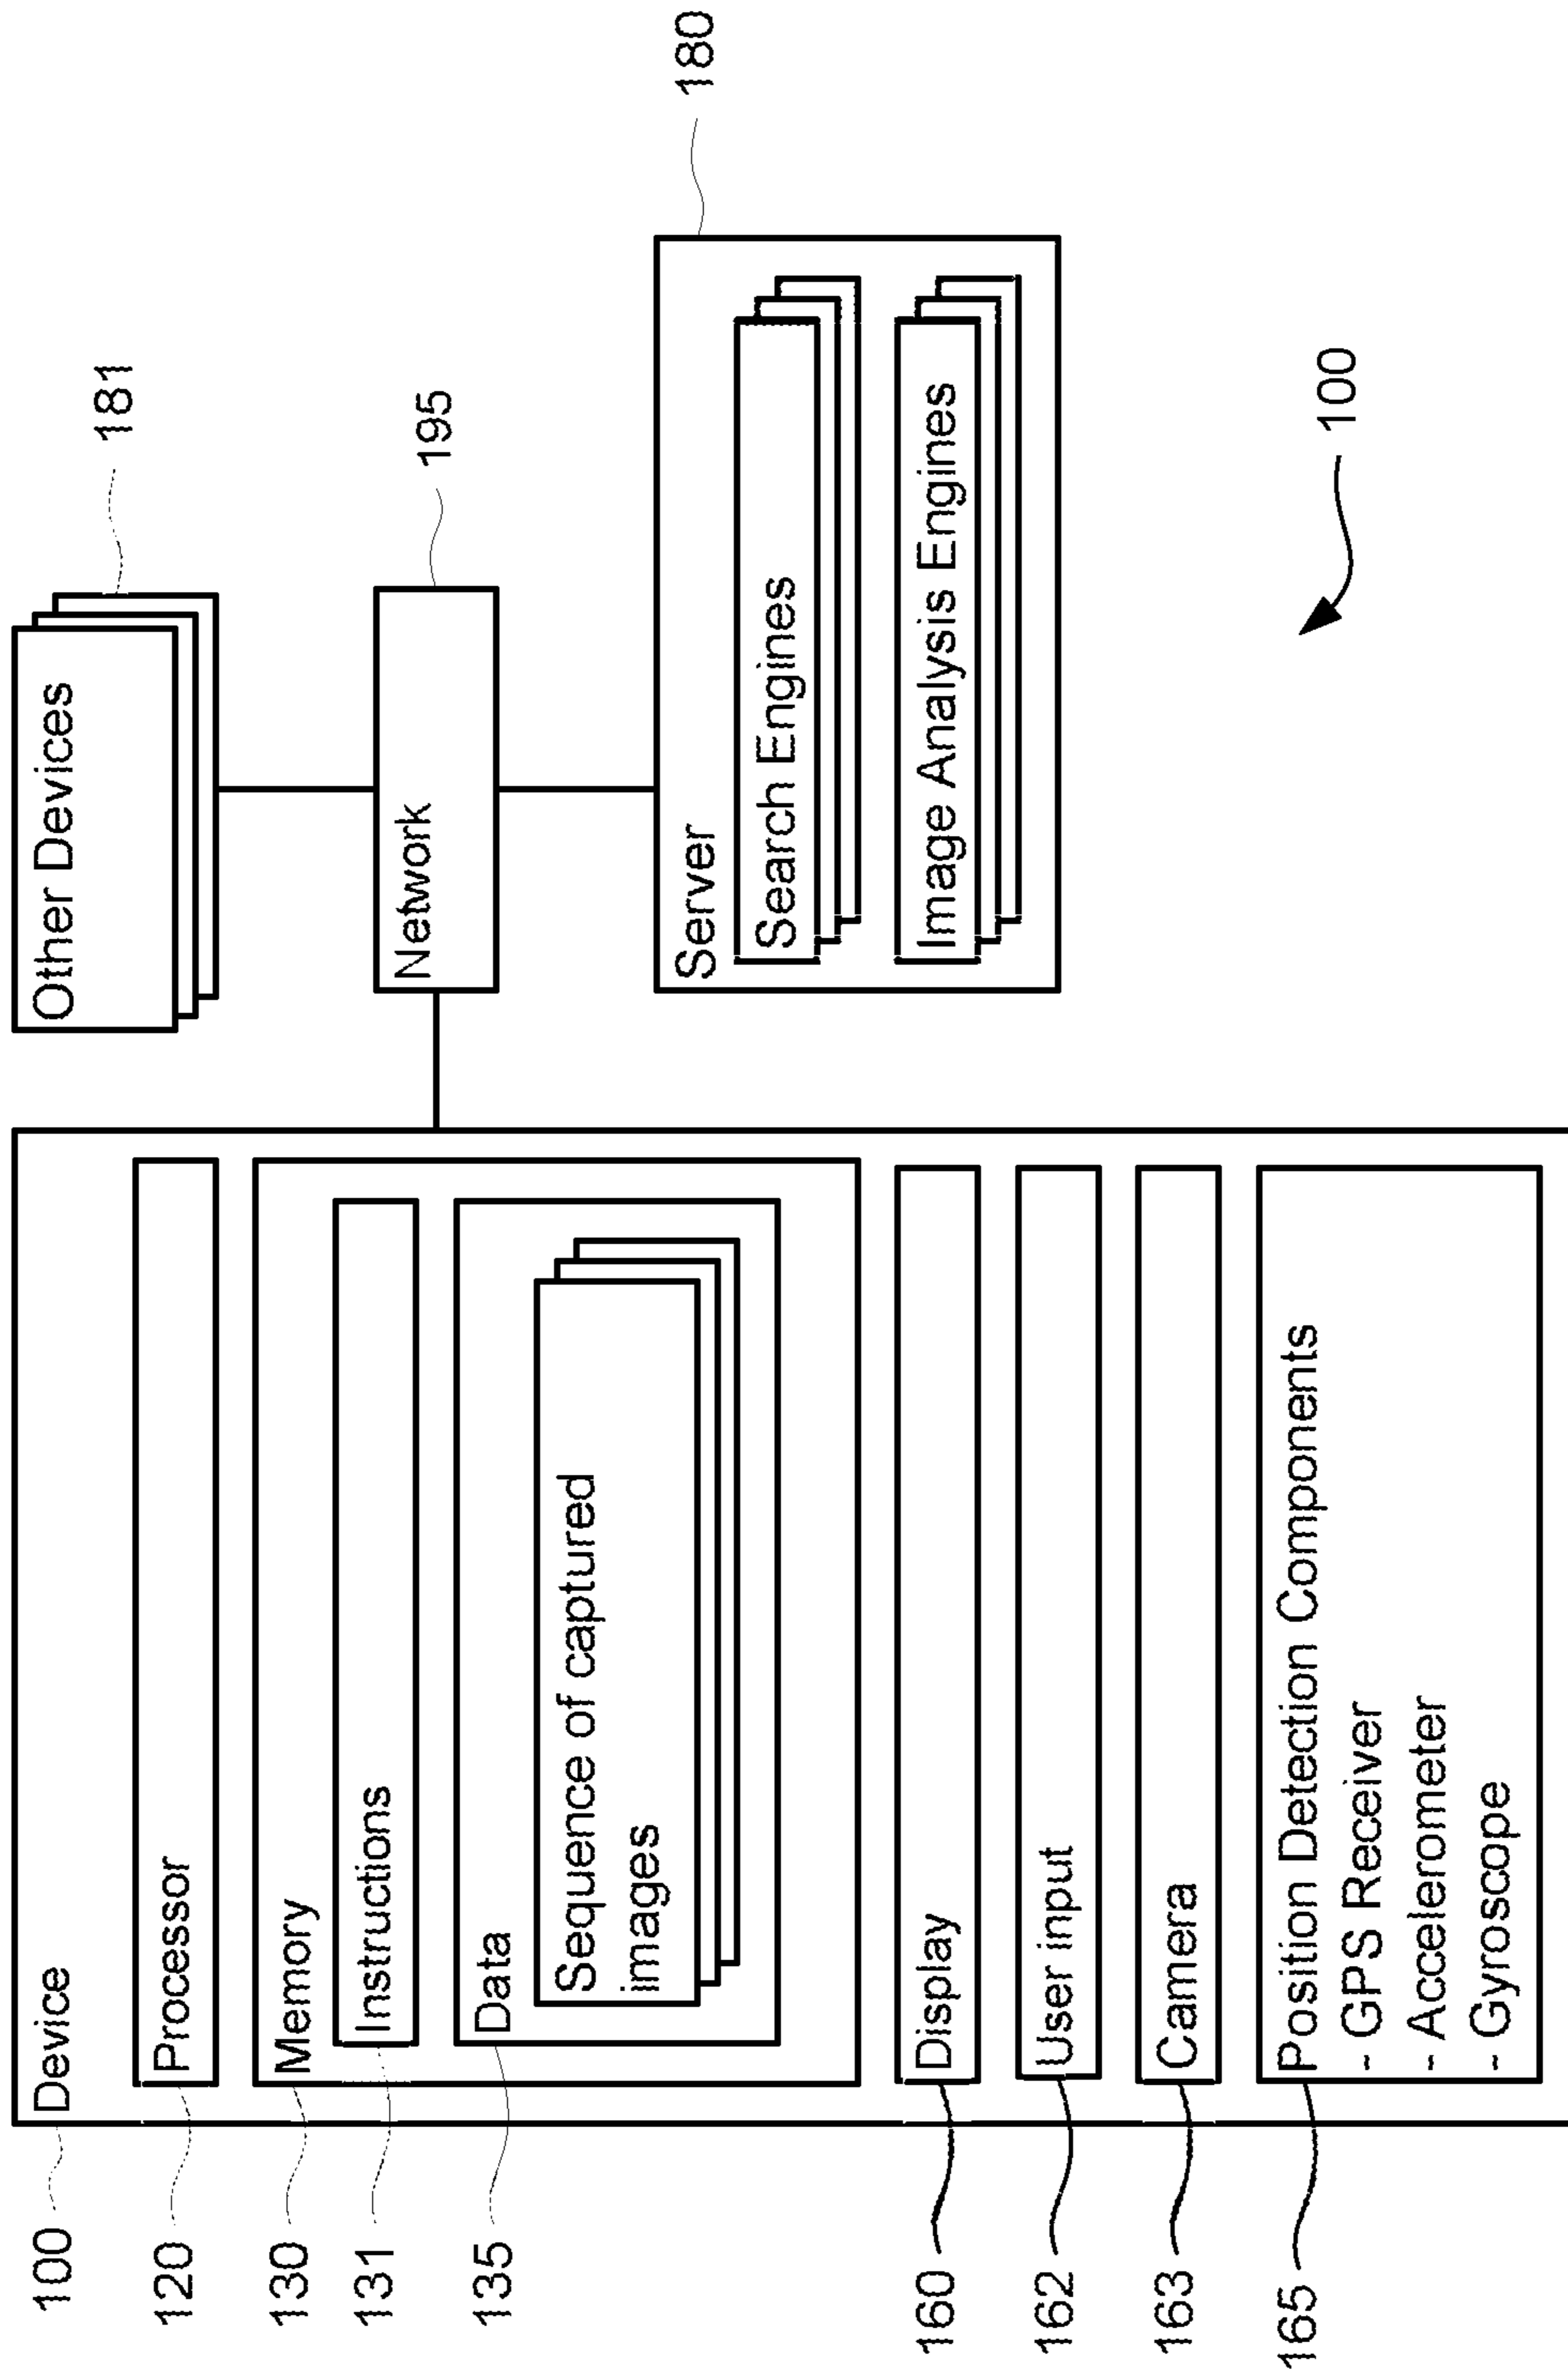 100
Device
120
Processor
130
Memory
131
Instructions
135
Data
Sequence of captured
images
160
Display
162
User input
163
Camera
165
Position Detection Components
- GPS Receiver
- Accelerometer
- Gyroscope
Other Devices
181
Network
195
Server
180
Search Engines
Image Analysis Engines
100